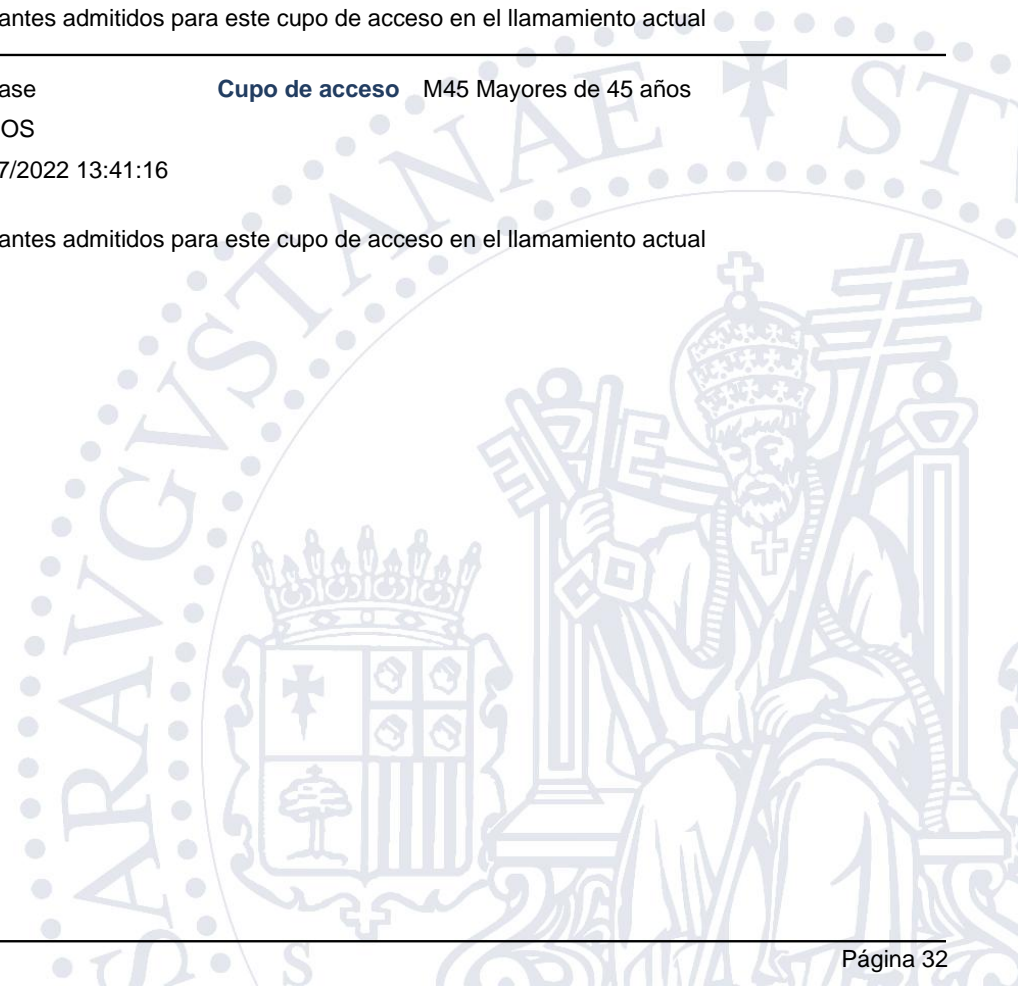 antes admitidos para este cupo de acceso en el llamamiento actual
ase Cupo de acceso M45 Mayores de 45 años
OS
7/2022 13:41:16
antes admitidos para este cupo de acceso en el llamamiento actual
SARAVGVSTANAE ST
S
Página 32